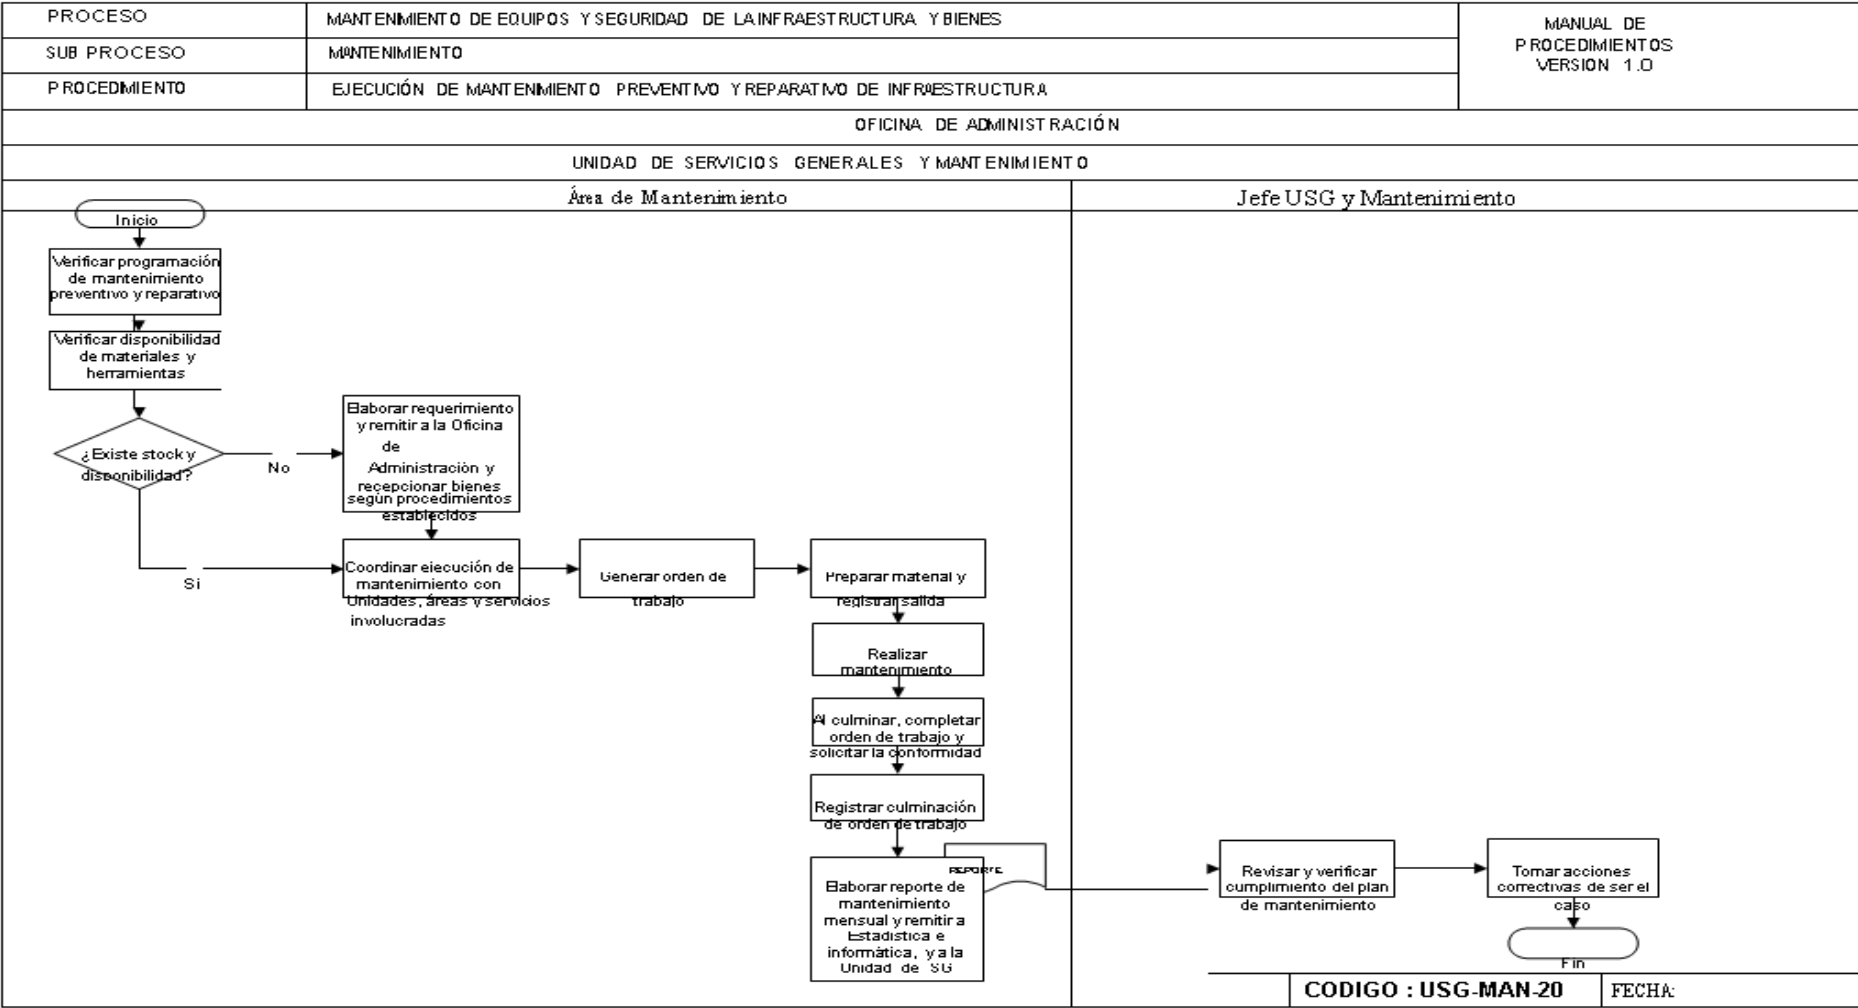 PROCESO
MANTENIMIENTO DE EQUIPOS Y SEGURIDAD DE LA INFRAESTRUCTURA Y BIENES
MANUAL DE
PROCEDIMIENTOS
VERSION 1.0
SUB PROCESO
MANTENIMIENTO
PROCEDIMIENTO
EJECUCIÓN DE MANTENIMIENTO PREVENTIVO Y REPARATIVO DE INFRAESTRUCTURA
OFICINA DE ADMINISTRACIÓN
UNIDAD DE SERVICIOS GENERALES Y MANTENIMIENTO
Área de Mantenimiento
Jefe USG y Mantenimiento
Inicio
Verificar programación
de mantenimiento
preventivo y reparativo
Verificar disponibilidad
de materiales y
herramientas
¿Existe stock y
disponibilidad?
No
Elaborar requerimiento
y remitir a la Oficina
de
Administración y
recepcionar bienes
según procedimientos
establecidos
Si
Coordinar ejecución de
mantenimiento con
Unidades, áreas y servicios
involucradas
Generar orden de
trabajo
Preparar material y
registrar salida
Realizar
mantenimiento
Al culminar, completar
orden de trabajo y
solicitar la conformidad
Registrar culminación
de orden de trabajo
REPORTE
Elaborar reporte de
mantenimiento
mensual y remitir a
Estadística e
informática, y a la
Unidad de SG
Revisar y verificar
cumplimiento del plan
de mantenimiento
Tomar acciones
correctivas de ser el
caso
Fin
CODIGO : USG-MAN-20
FECHA: